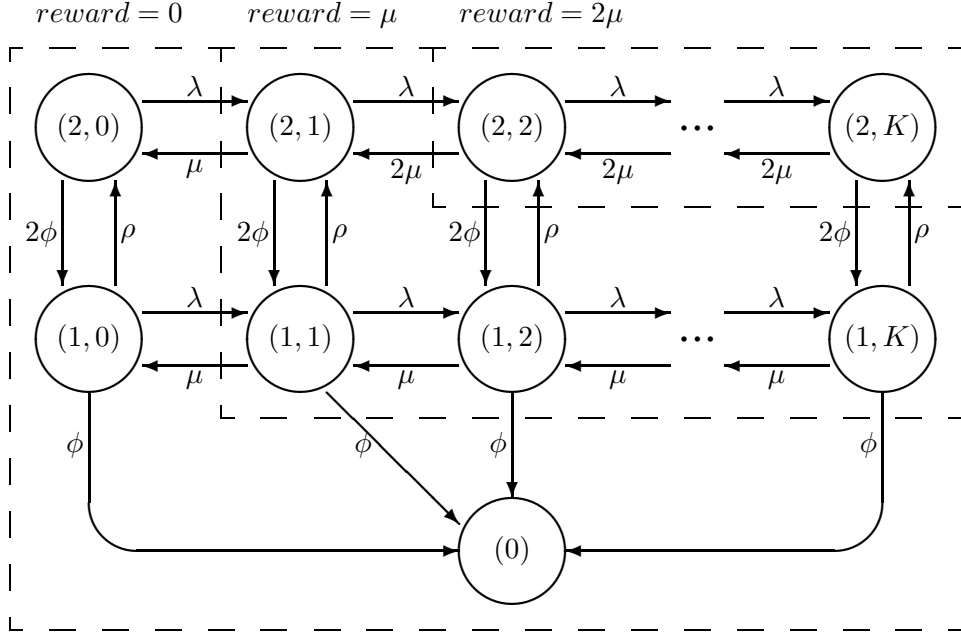 reward = 0 reward = μ reward = 2μ
λ λ λ λ
(2, 0) (2, 1) (2, 2) ... (2, K)
μ 2μ 2μ 2μ
2φ ρ 2φ ρ 2φ ρ 2φ ρ
λ λ λ λ
(1, 0) (1, 1) (1, 2) ... (1, K)
μ μ μ μ
φ φ φ φ
(0)